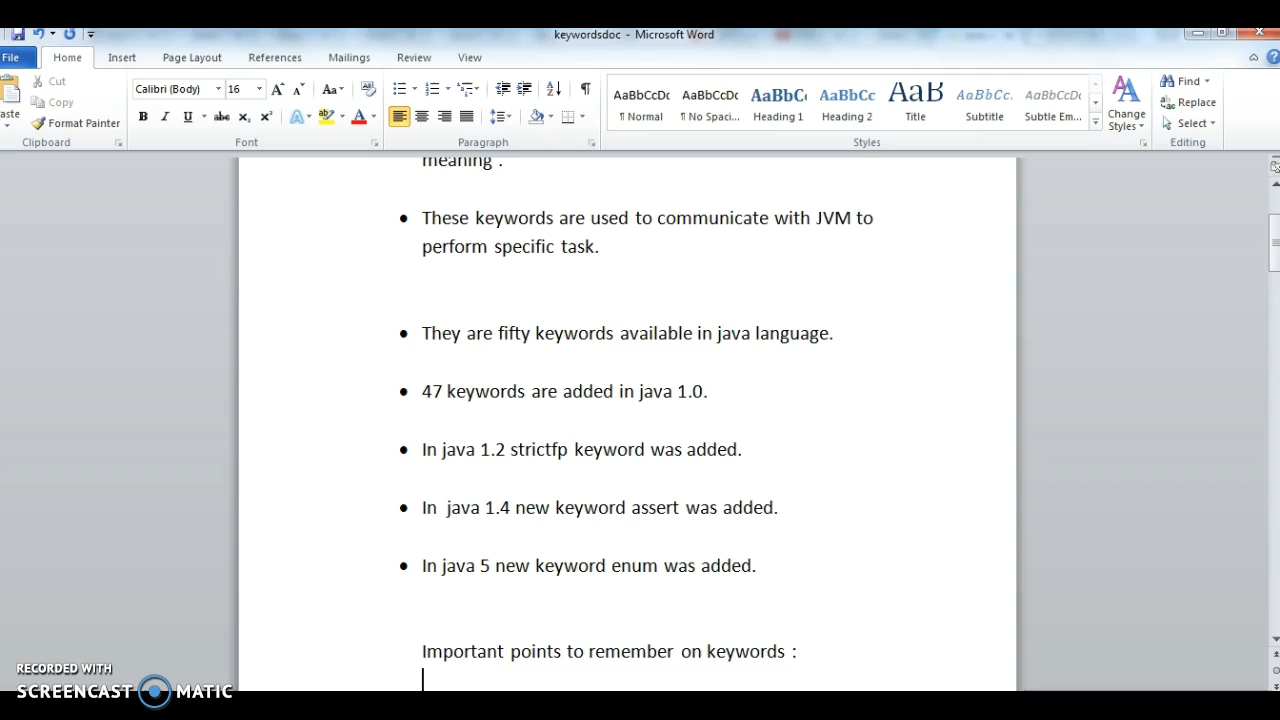 keywordsdoc - Microsoft Word
File Home Insert Page Layout References Mailings Review View
Cut
Copy
Format Painter
Calibri (Body) 16
Find
Replace
Select
AaBbCcDc AaBbCcDc AaBbC AaBbCc AaB AaBbCc. AaBbCcDc
¶ Normal ¶ No Spaci... Heading 1 Heading 2 Title Subtitle Subtle Em...
Change Styles
Clipboard Font Paragraph Styles Editing
meaning .
• These keywords are used to communicate with JVM to
perform specific task.
• They are fifty keywords available in java language.
• 47 keywords are added in java 1.0.
• In java 1.2 strictfp keyword was added.
• In  java 1.4 new keyword assert was added.
• In java 5 new keyword enum was added.
Important points to remember on keywords :
RECORDED WITH
SCREENCAST MATIC